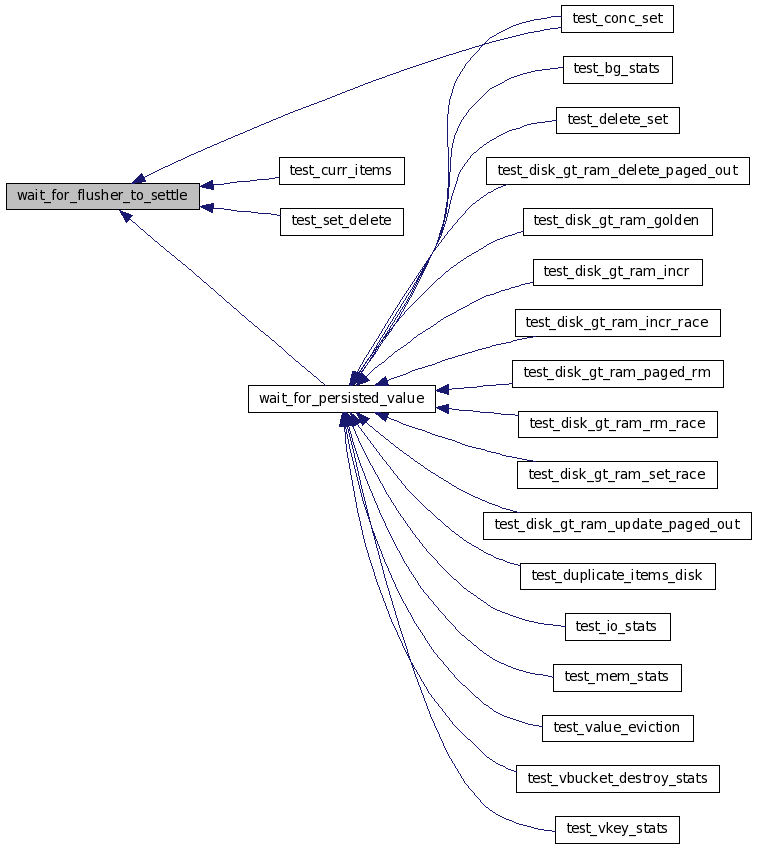 test_conc_set
test_bg_stats
test_delete_set
test_curr_items
test_disk_gt_ram_delete_paged_out
wait_for_flusher_to_settle
test_set_delete
test_disk_gt_ram_golden
test_disk_gt_ram_incr
test_disk_gt_ram_incr_race
test_disk_gt_ram_paged_rm
wait_for_persisted_value
test_disk_gt_ram_rm_race
test_disk_gt_ram_set_race
test_disk_gt_ram_update_paged_out
test_duplicate_items_disk
test_io_stats
test_mem_stats
test_value_eviction
test_vbucket_destroy_stats
test_vkey_stats